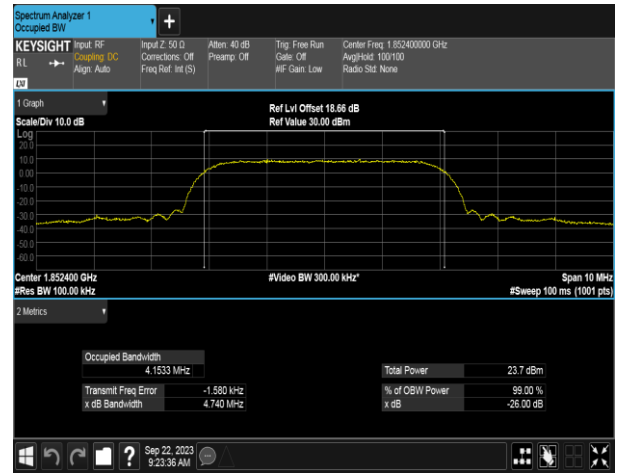 Spectrum Analyzer 1
Occupied BW
KEYSIGHT Input: RF Input Z: 50 Ω Atten: 40 dB Trig: Free Run Center Freq: 1.852400000 GHz
RL Coupling: DC Corrections: Off Preamp: Off Gate: Off Avg|Hold: 100/100
Align: Auto Freq Ref: Int (S) #IF Gain: Low Radio Std: None
LXI
1 Graph Ref Lvl Offset 18.66 dB
Scale/Div 10.0 dB Ref Value 30.00 dBm
Log
20.0
10.0
0.00
-10.0
-20.0
-30.0
-40.0
-50.0
-60.0
Center 1.852400 GHz #Video BW 300.00 kHz* Span 10 MHz
#Res BW 100.00 kHz #Sweep 100 ms (1001 pts)
2 Metrics
Occupied Bandwidth
4.1533 MHz Total Power 23.7 dBm
Transmit Freq Error -1.580 kHz % of OBW Power 99.00 %
x dB Bandwidth 4.740 MHz x dB -26.00 dB
? Sep 22, 2023
9:23:36 AM